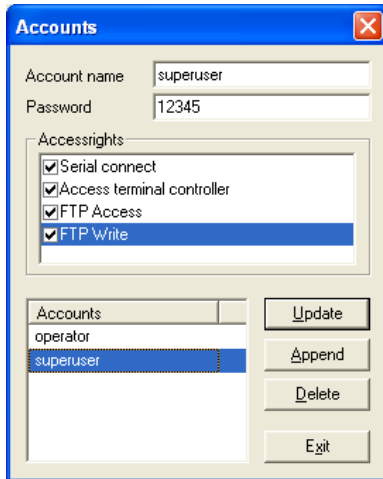 Accounts
Account name superuser
Password 12345
Accessrights
Serial connect
Access terminal controller
FTP Access
FTP Write
Accounts
operator
superuser
Update
Append
Delete
Exit